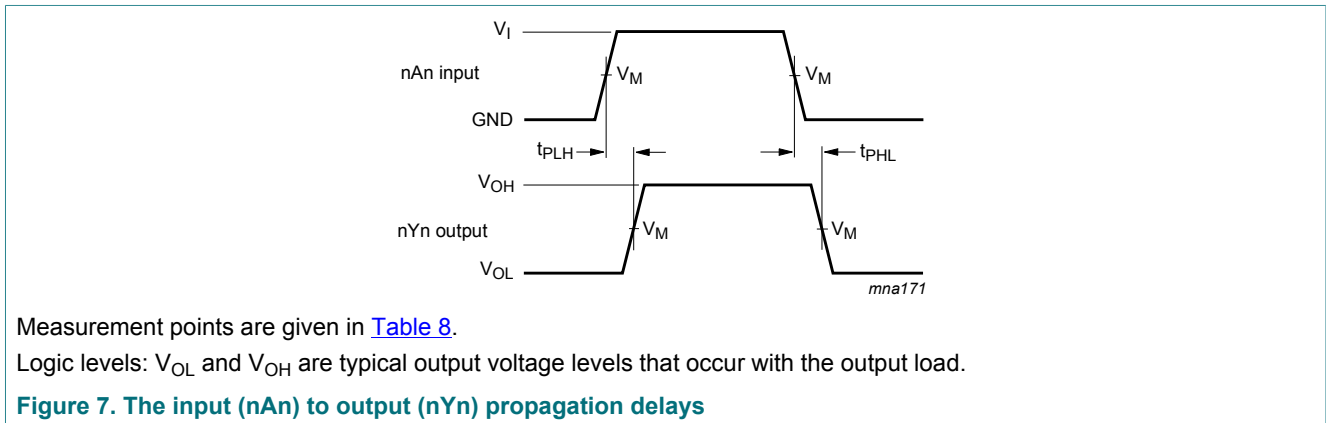 V_I
nAn input
V_M
V_M
GND
t_PLH
t_PHL
V_OH
nYn output
V_M
V_M
V_OL
mna171
Measurement points are given in Table 8.
Logic levels: V_OL and V_OH are typical output voltage levels that occur with the output load.
Figure 7. The input (nAn) to output (nYn) propagation delays